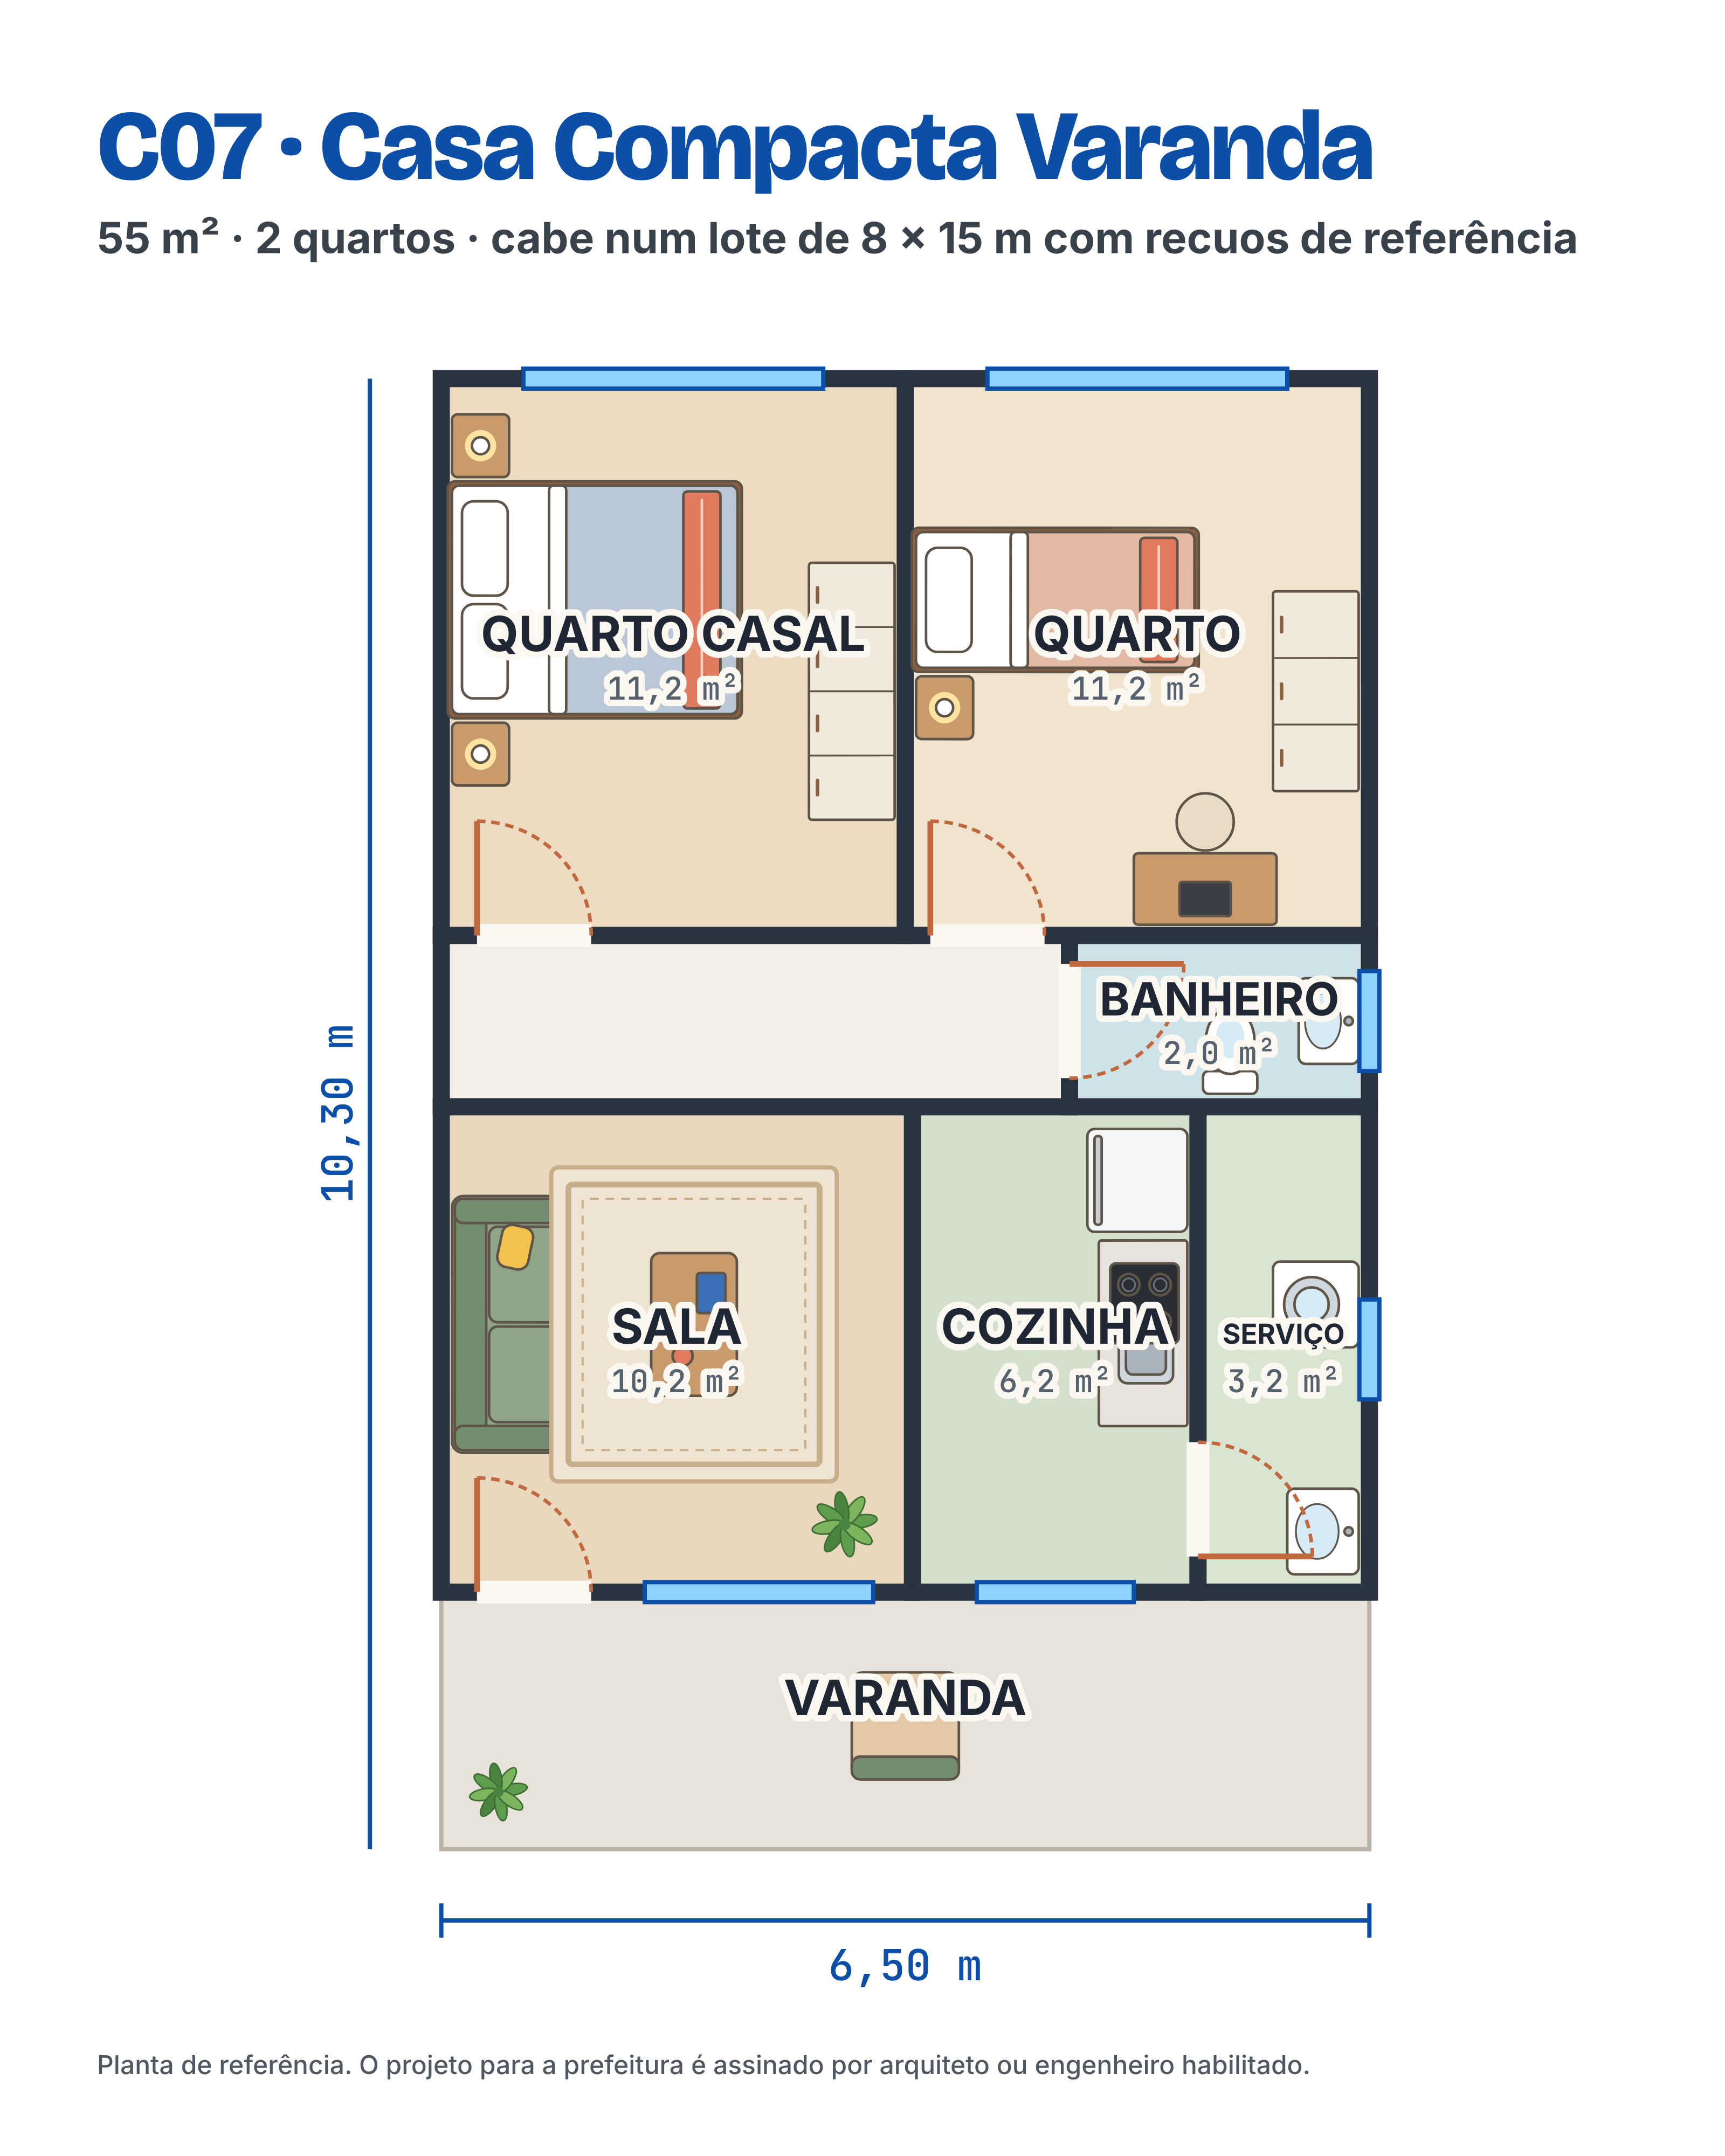 C07 · Casa Compacta Varanda
55 m² · 2 quartos · cabe num lote de 8 × 15 m com recuos de referência
QUARTO CASAL
11,2 m²
QUARTO
11,2 m²
BANHEIRO
2,0 m²
10,30 m
SALA
10,2 m²
COZINHA
6,2 m²
SERVIÇO
3,2 m²
VARANDA
6,50 m
Planta de referência. O projeto para a prefeitura é assinado por arquiteto ou engenheiro habilitado.